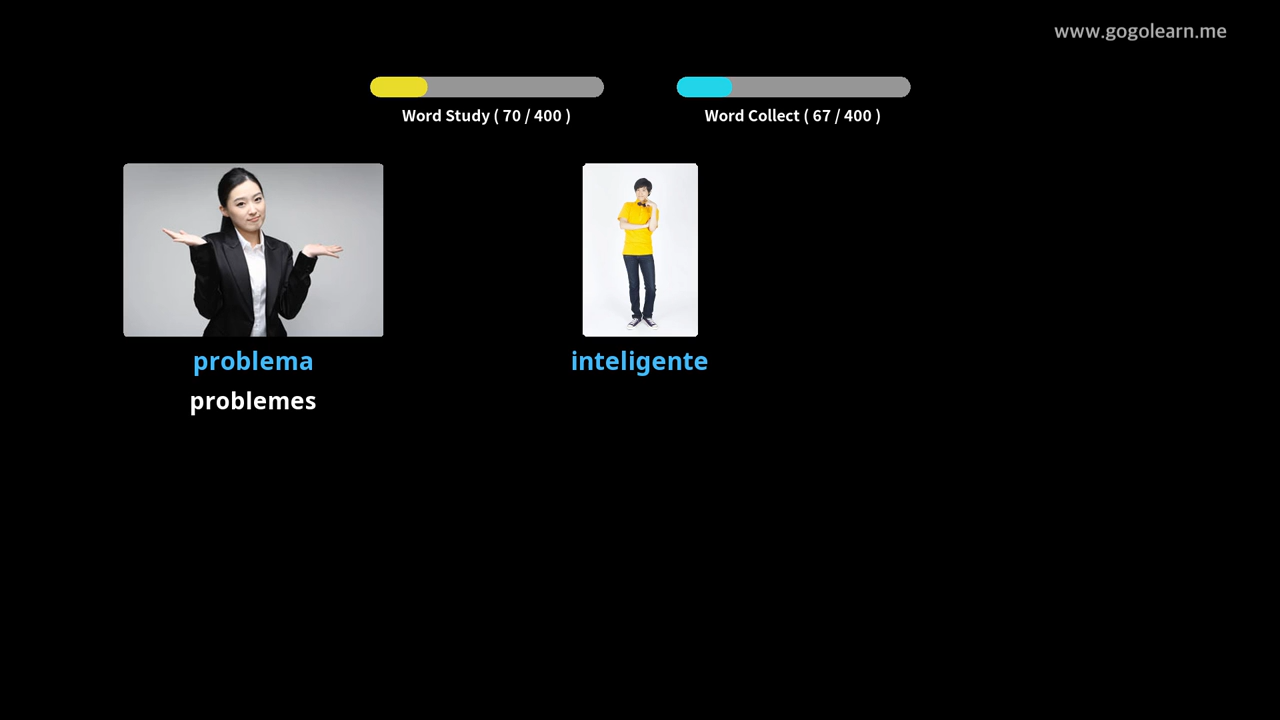 www.gogolearn.me
Word Study ( 70 / 400 )
Word Collect ( 67 / 400 )
problema
problemes
inteligente